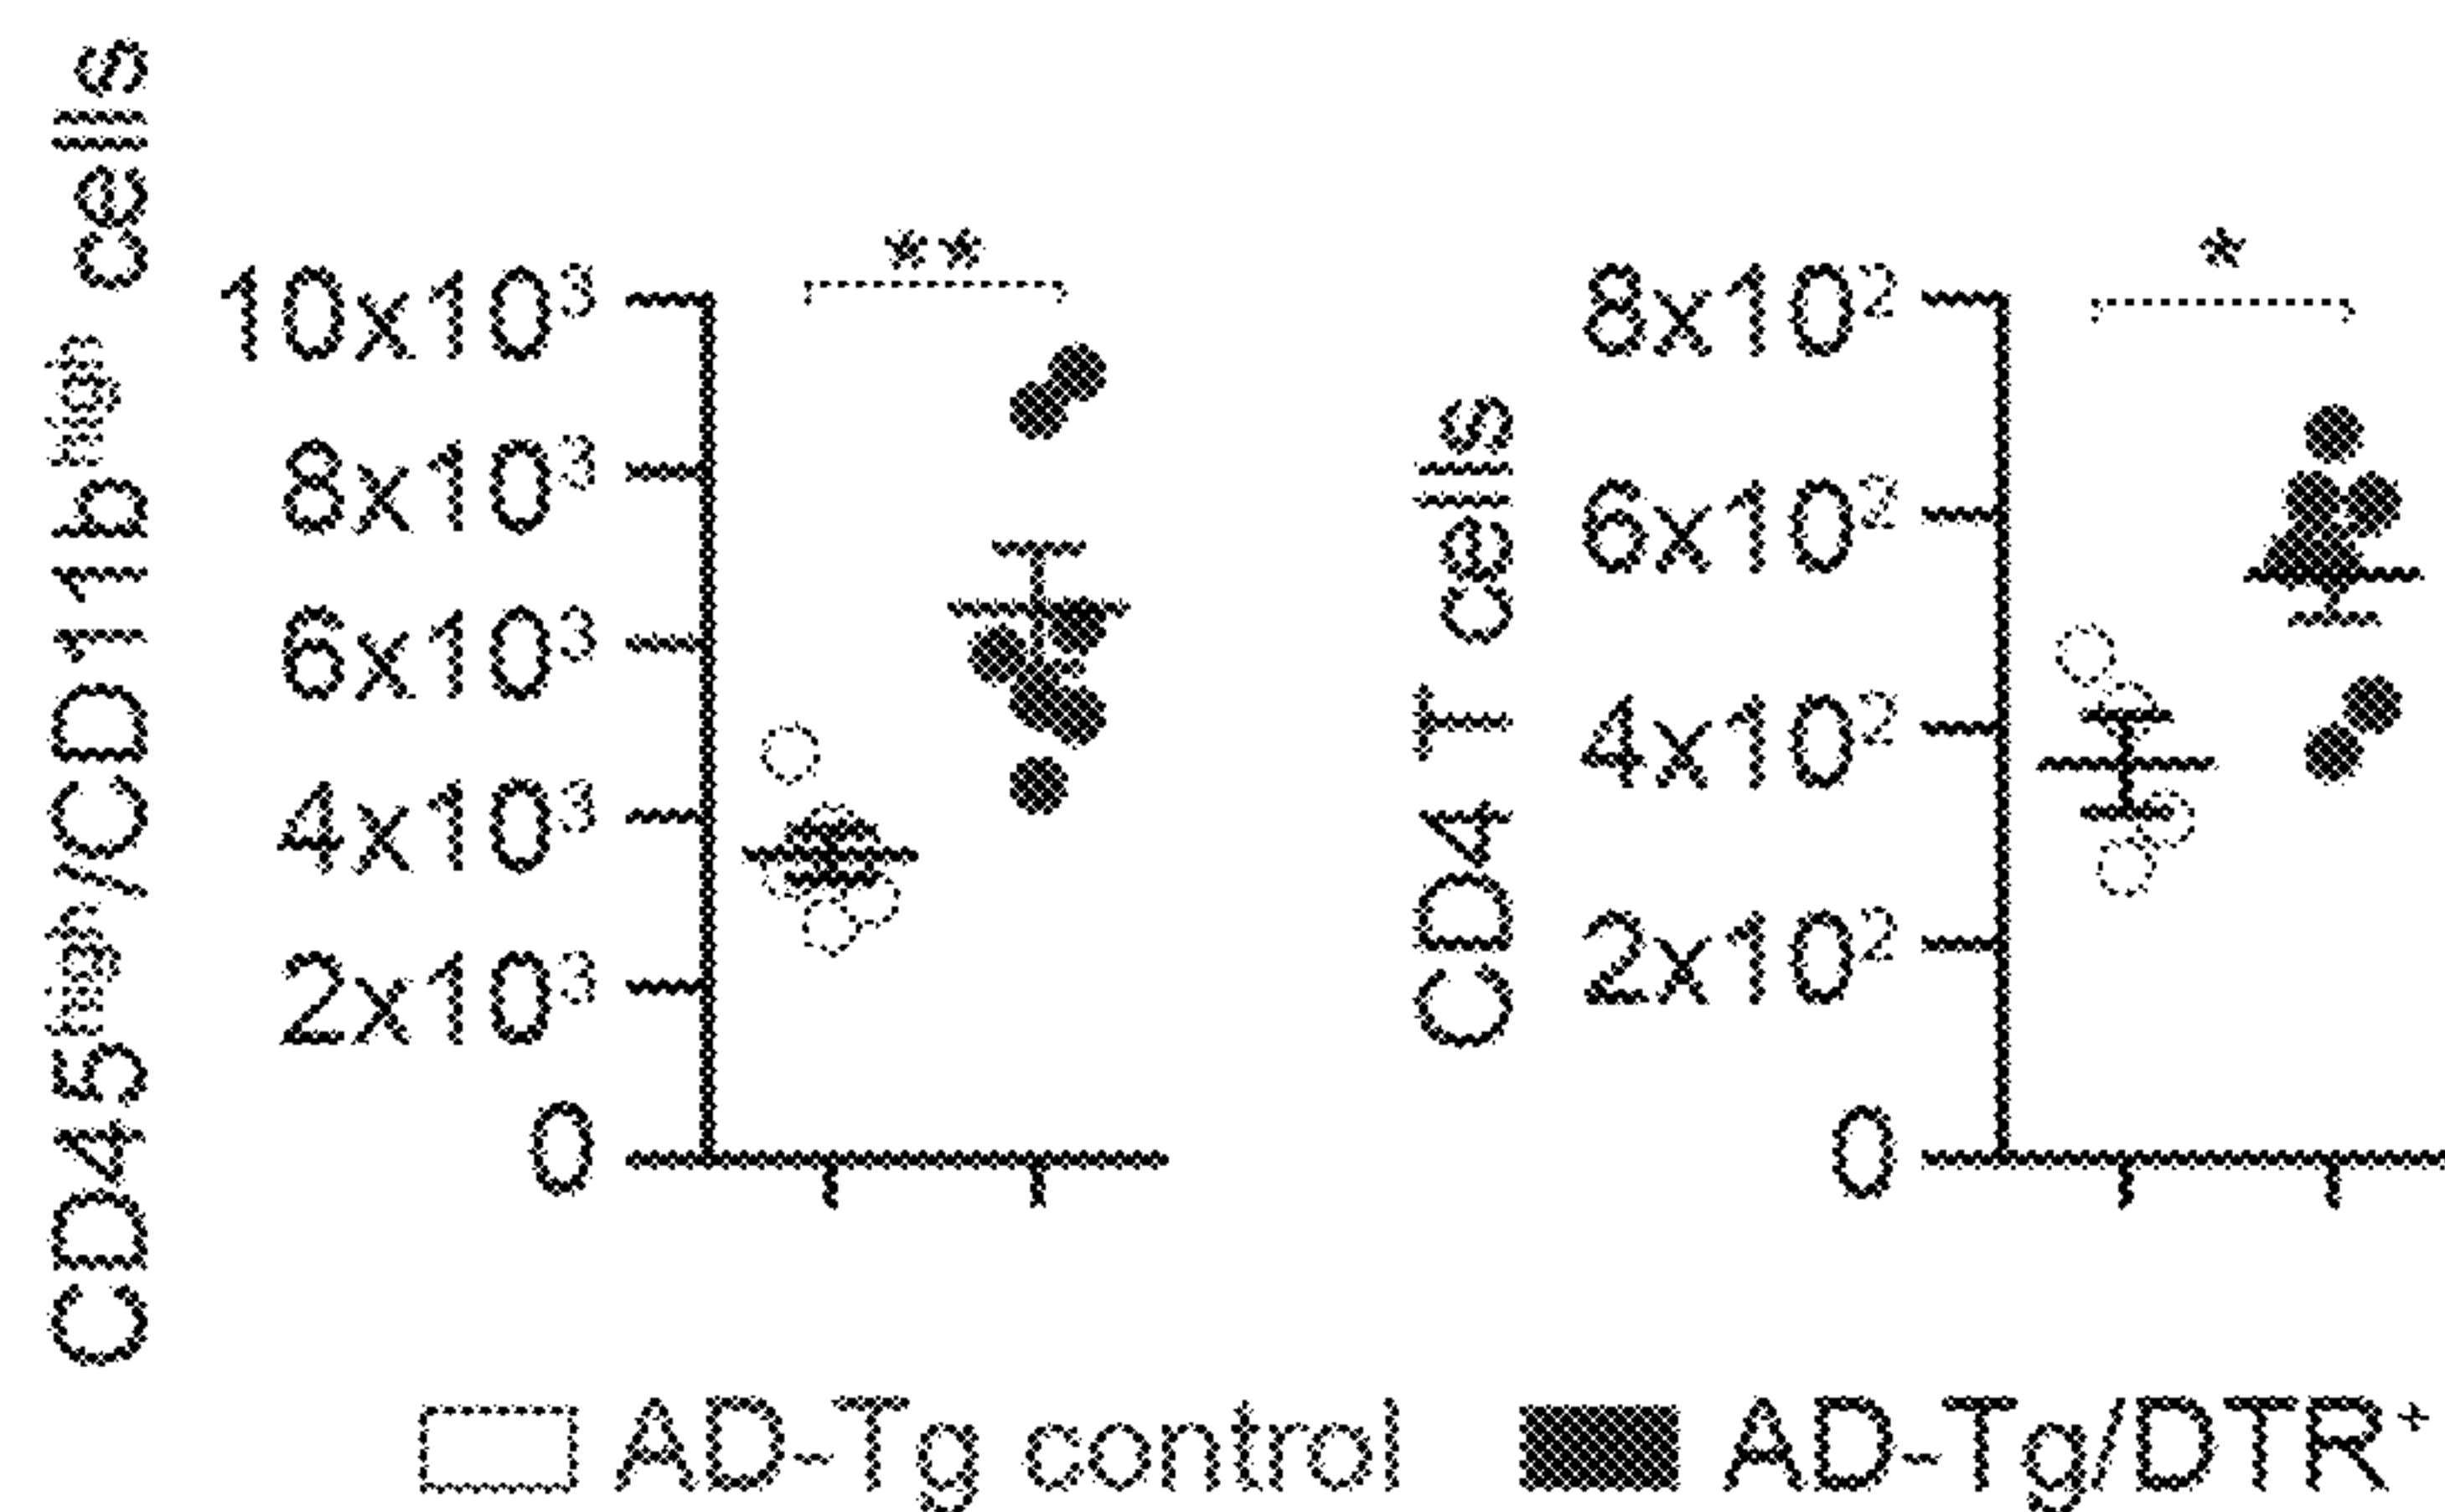 CD45ʰⁱᵍʰ/CD11bʰⁱᵍʰ cells
**
10x10³
8x10³
6x10³
4x10³
2x10³
0
CD4 T cells
*
8x10²
6x10²
4x10²
2x10²
0
AD-Tg control
AD-Tg/DTR⁺